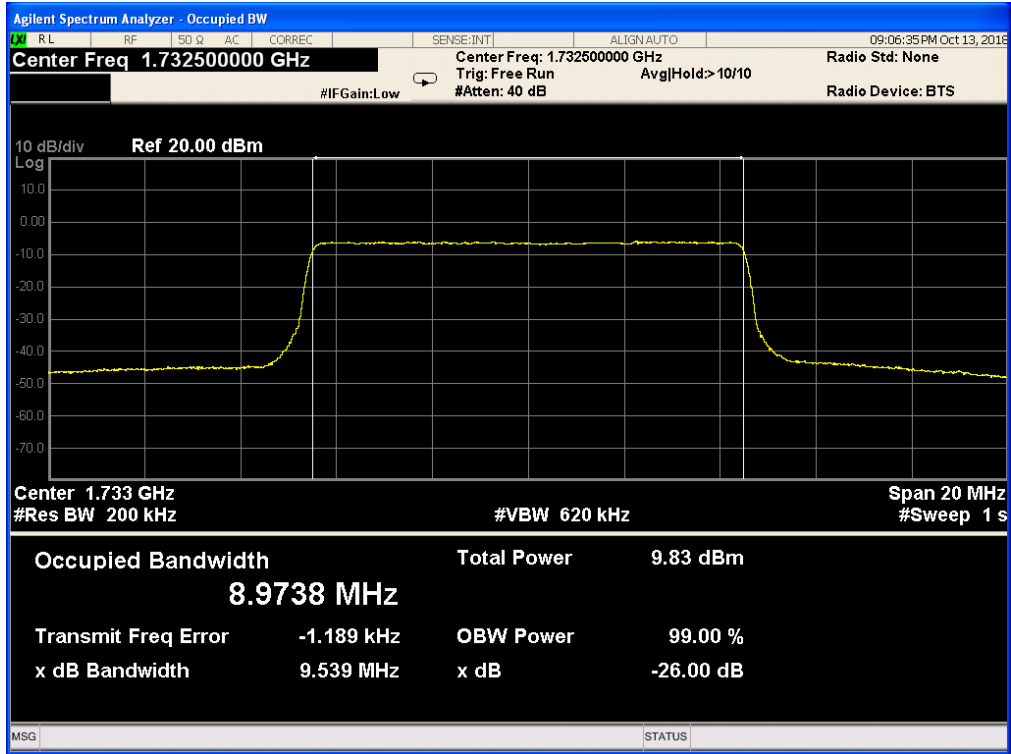 Agilent Spectrum Analyzer - Occupied BW
LXI RL RF 50 Ω AC CORREC SENSE:INT ALIGNAUTO 09:06:35 PM Oct 13, 2018
Center Freq 1.732500000 GHz
Center Freq: 1.732500000 GHz
Radio Std: None
Trig: Free Run
Avg|Hold:> 10/10
#IFGain:Low
#Atten: 40 dB
Radio Device: BTS
10 dB/div Ref 20.00 dBm
Log
10.0
0.00
-10.0
-20.0
-30.0
-40.0
-50.0
-60.0
-70.0
Center 1.733 GHz Span 20 MHz
#Res BW 200 kHz #VBW 620 kHz #Sweep 1 s
Occupied Bandwidth Total Power 9.83 dBm
8.9738 MHz
Transmit Freq Error -1.189 kHz OBW Power 99.00 %
x dB Bandwidth 9.539 MHz x dB -26.00 dB
MSG STATUS